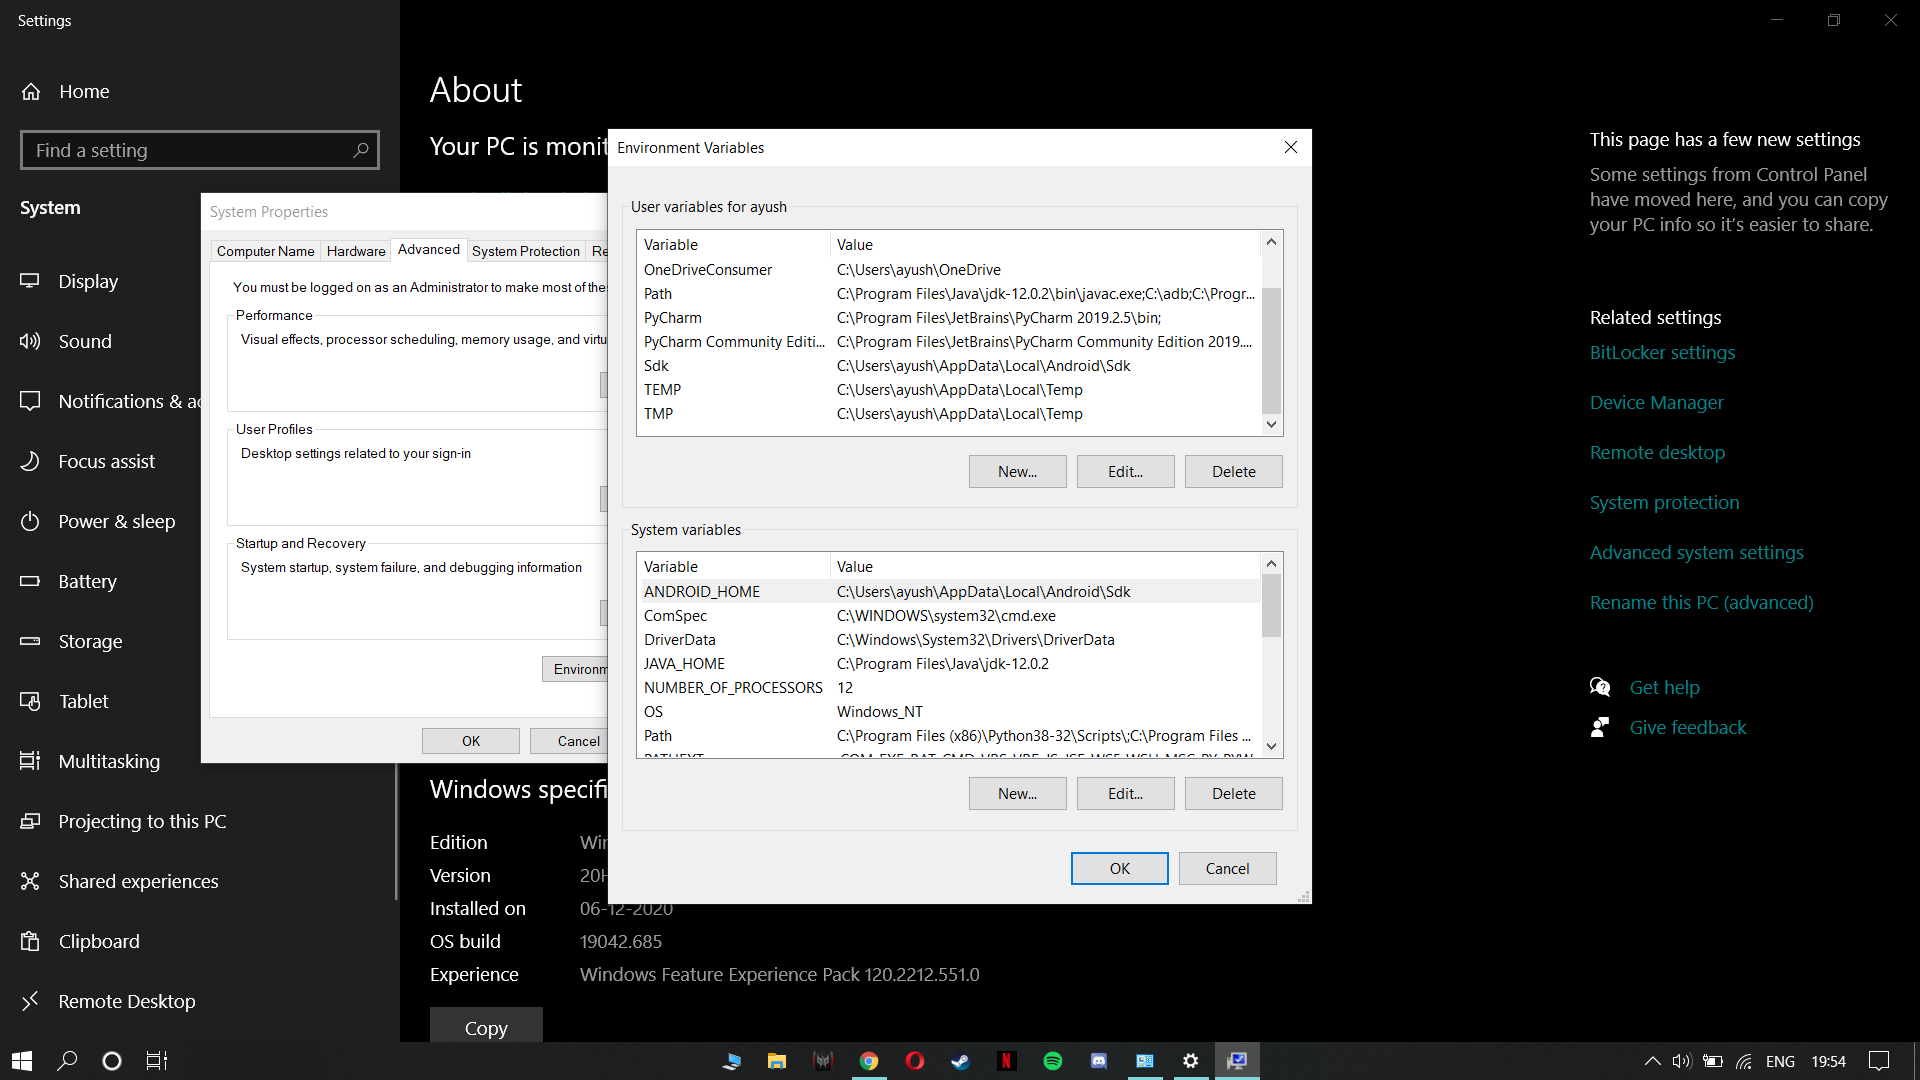 Settings
Home
Find a setting
System
Display
Sound
Notifications & ac
Focus assist
Power & sleep
Battery
Storage
Tablet
Multitasking
Projecting to this PC
Shared experiences
Clipboard
Remote Desktop
About
Your PC is monit
System Properties
Computer Name
Hardware
Advanced
System Protection
Re
You must be logged on as an Administrator to make most of the
Performance
Visual effects, processor scheduling, memory usage, and virtu
User Profiles
Desktop settings related to your sign-in
Startup and Recovery
System startup, system failure, and debugging information
Environm
OK
Cancel
Environment Variables
User variables for ayush
Variable Value
OneDriveConsumer C:\Users\ayush\OneDrive
Path C:\Program Files\Java\jdk-12.0.2\bin\javac.exe;C:\adb;C:\Progr...
PyCharm C:\Program Files\JetBrains\PyCharm 2019.2.5\bin;
PyCharm Community Editi... C:\Program Files\JetBrains\PyCharm Community Edition 2019....
Sdk C:\Users\ayush\AppData\Local\Android\Sdk
TEMP C:\Users\ayush\AppData\Local\Temp
TMP C:\Users\ayush\AppData\Local\Temp
New... Edit... Delete
System variables
Variable Value
ANDROID_HOME C:\Users\ayush\AppData\Local\Android\Sdk
ComSpec C:\WINDOWS\system32\cmd.exe
DriverData C:\Windows\System32\Drivers\DriverData
JAVA_HOME C:\Program Files\Java\jdk-12.0.2
NUMBER_OF_PROCESSORS 12
OS Windows_NT
Path C:\Program Files (x86)\Python38-32\Scripts\;C:\Program Files ...
New... Edit... Delete
OK Cancel
Windows specifi
Edition Wi
Version 20H
Installed on 06-12-2020
OS build 19042.685
Experience Windows Feature Experience Pack 120.2212.551.0
Copy
This page has a few new settings
Some settings from Control Panel
have moved here, and you can copy
your PC info so it's easier to share.
Related settings
BitLocker settings
Device Manager
Remote desktop
System protection
Advanced system settings
Rename this PC (advanced)
Get help
Give feedback
ENG 19:54